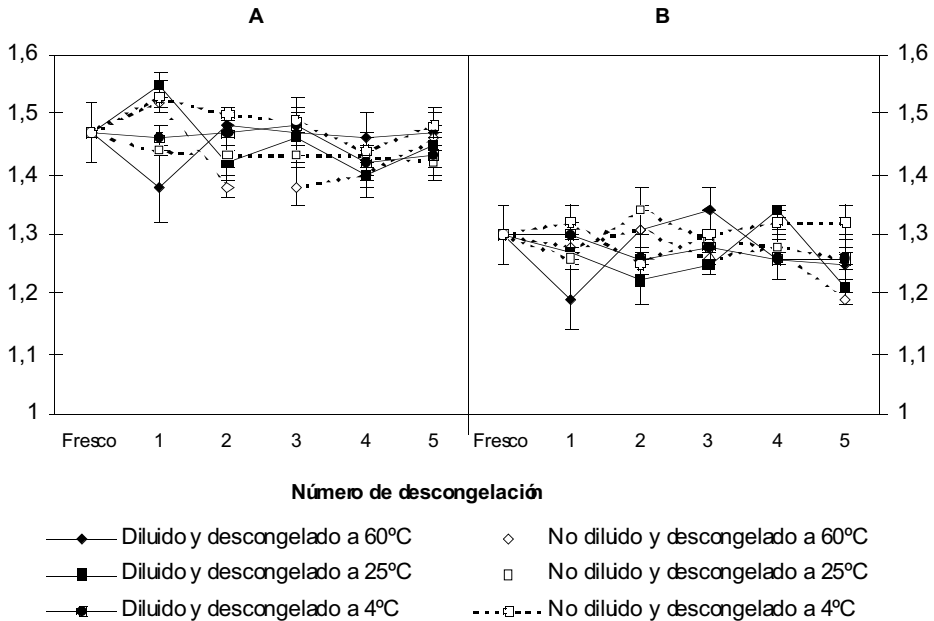 A B
1,6 1,6
1,5 1,5
1,4 1,4
1,3 1,3
1,2 1,2
1,1 1,1
1 1
Fresco 1 2 3 4 5 Fresco 1 2 3 4 5
Número de descongelación
Diluido y descongelado a 60ºC No diluido y descongelado a 60ºC
Diluido y descongelado a 25ºC No diluido y descongelado a 25ºC
Diluido y descongelado a 4ºC No diluido y descongelado a 4ºC